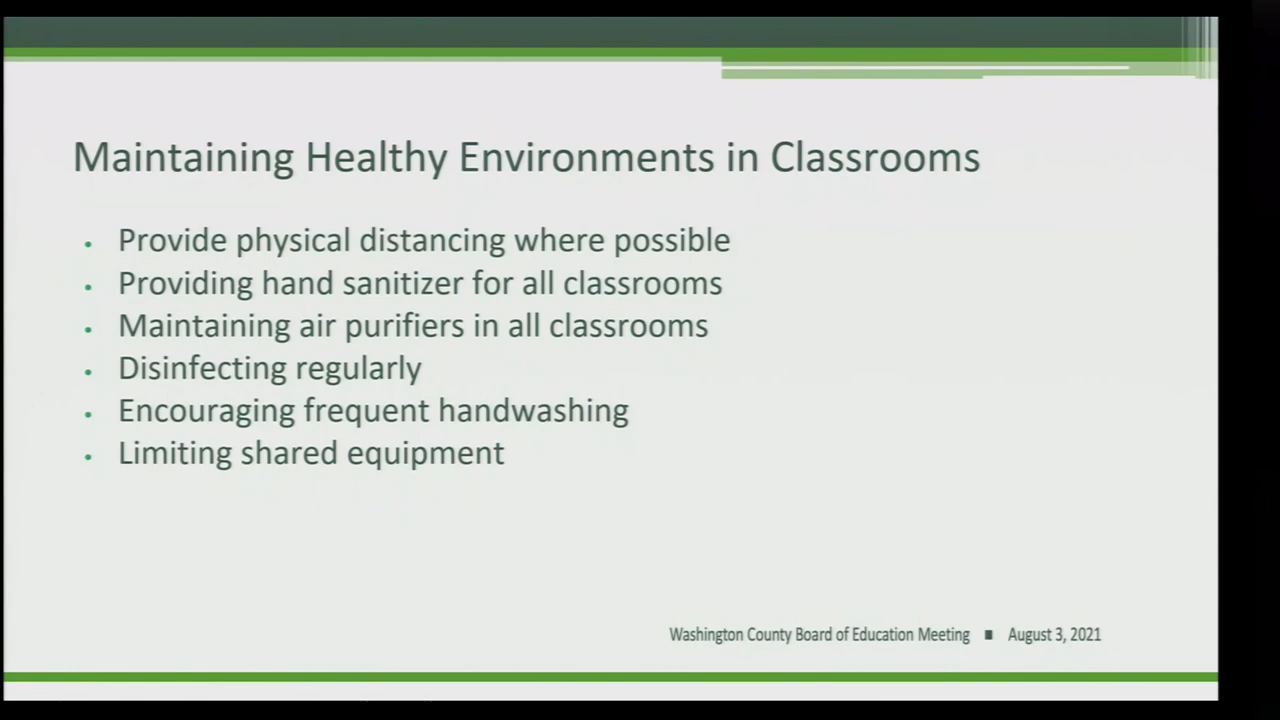 Maintaining Healthy Environments in Classrooms
• Provide physical distancing where possible
• Providing hand sanitizer for all classrooms
• Maintaining air purifiers in all classrooms
• Disinfecting regularly
• Encouraging frequent handwashing
• Limiting shared equipment
Washington County Board of Education Meeting ■ August 3, 2021